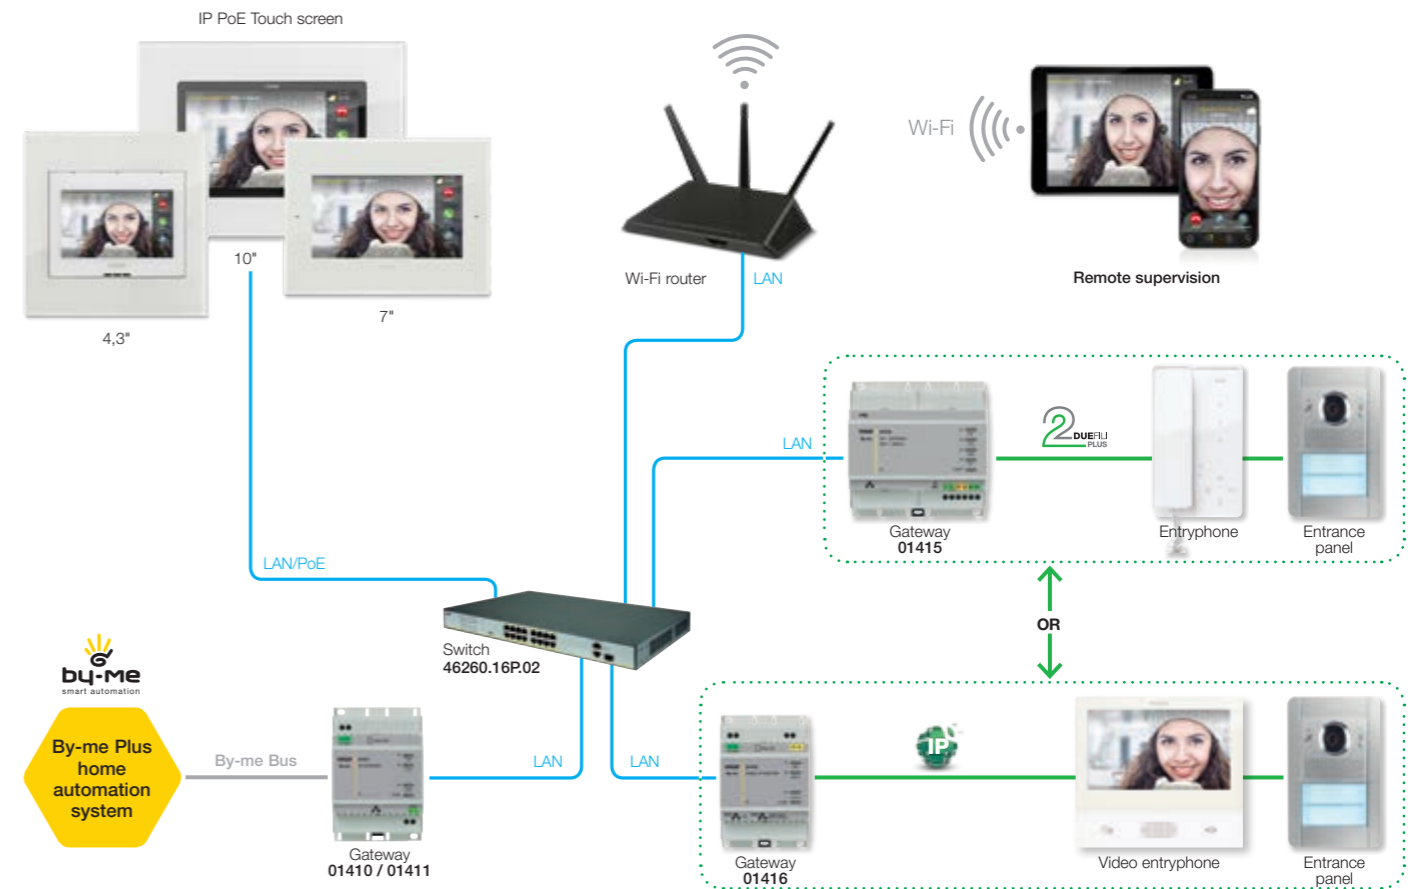 IP PoE Touch screen
10"
4,3"
7"
Wi-Fi router
LAN
Wi-Fi
Remote supervision
LAN
2
DUEFILI
PLUS
Gateway
01415
Entryphone
Entrance
panel
LAN/PoE
OR
Switch
46260.16P.02
by-me
smart automation
By-me Plus
home
automation
system
By-me Bus
LAN
LAN
IP
Gateway
01410 / 01411
Gateway
01416
Video entryphone
Entrance
panel